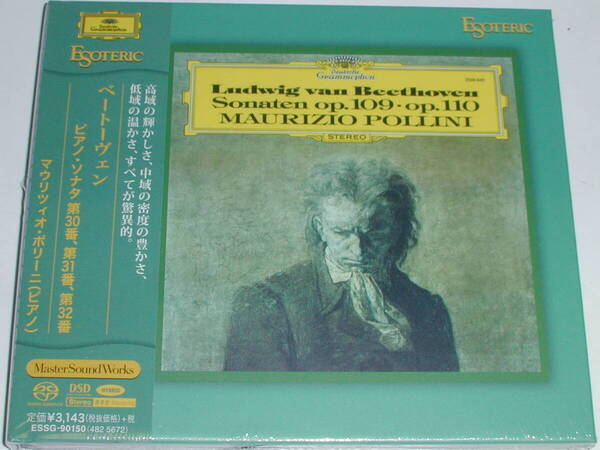 Deutsche
Grammophon
ESOTERIC
ベートーヴェン
ピアノ・ソナタ 第30番、第31番、第32番
マウリツィオ・ポリーニ(ピアノ)
高域の輝かしさ、中域の密度の豊かさ、
低域の温かさ、すべてが驚異的。
MasterSoundWorks
DSD
HYBRID
Stereo
定価¥3,143(税抜価格)+税
ESSG-90150(482 5672)
ESOTERIC
Deutsche
Grammophon
Ludwig van Beethoven
Sonaten op. 109 · op. 110
MAURIZIO POLLINI
STEREO